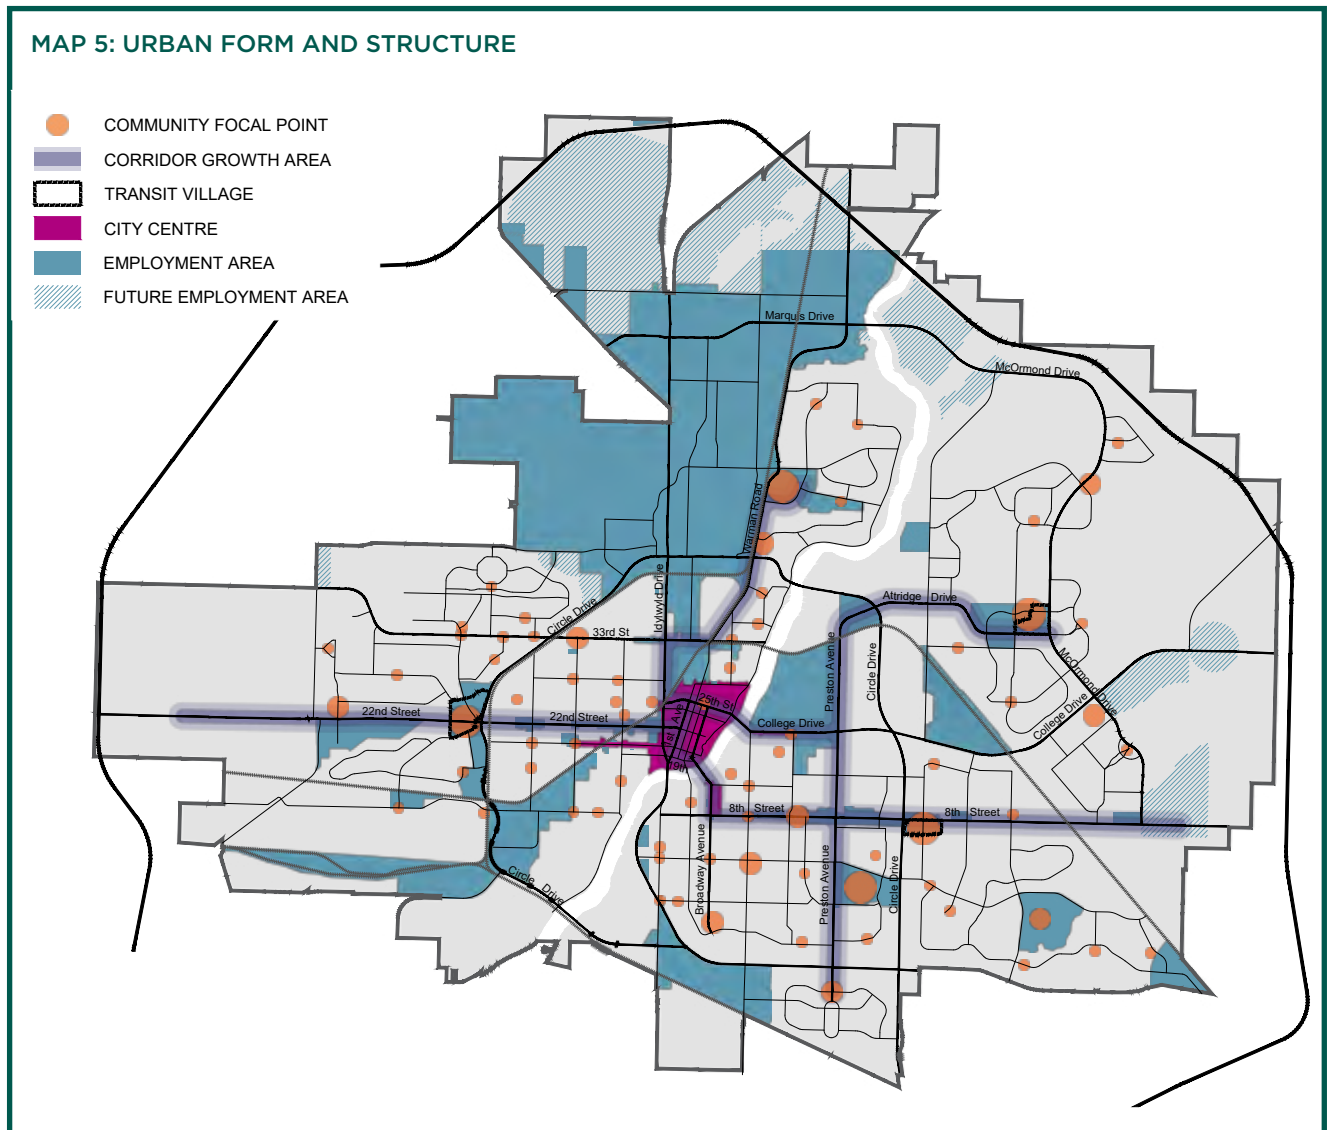 MAP 5: URBAN FORM AND STRUCTURE
COMMUNITY FOCAL POINT
CORRIDOR GROWTH AREA
TRANSIT VILLAGE
CITY CENTRE
EMPLOYMENT AREA
FUTURE EMPLOYMENT AREA
Marquis Drive
McOrmond Drive
Warman Road
Idylwyld Drive
Circle Drive
33rd St
Attridge Drive
Preston Avenue
Circle Drive
McOrmond Drive
College Drive
22nd Street
22nd Street
25th St
1st Ave
19th
College Drive
8th Street
8th Street
Broadway Avenue
Preston Avenue
Circle Drive
Circle Drive